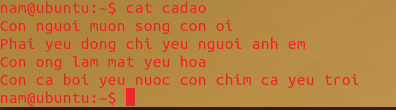 nam@ubuntu:~$ cat cadao
Con nguoi muon song con oi
Phai yeu dong chi yeu nguoi anh em
Con ong lam mat yeu hoa
Con ca boi yeu nuoc con chim ca yeu troi
nam@ubuntu:~$